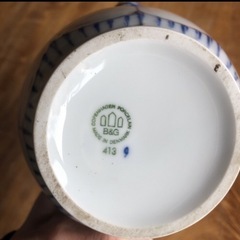 COPENHAGEN PORCELAIN
B&G
MADE IN DENMARK
413